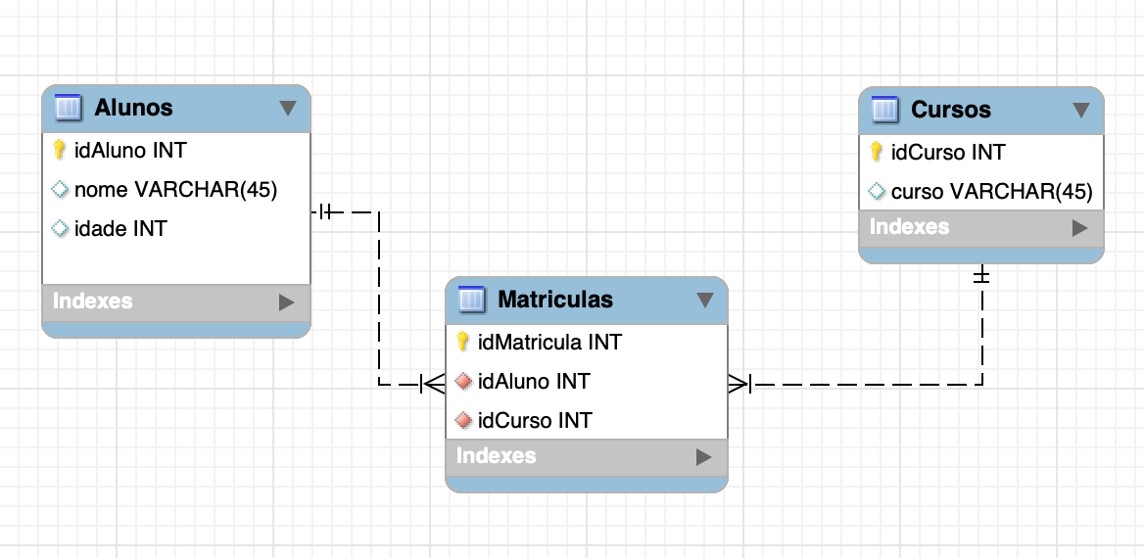 Alunos
idAluno INT
nome VARCHAR(45)
idade INT
Indexes
Cursos
idCurso INT
curso VARCHAR(45)
Indexes
Matriculas
idMatricula INT
idAluno INT
idCurso INT
Indexes